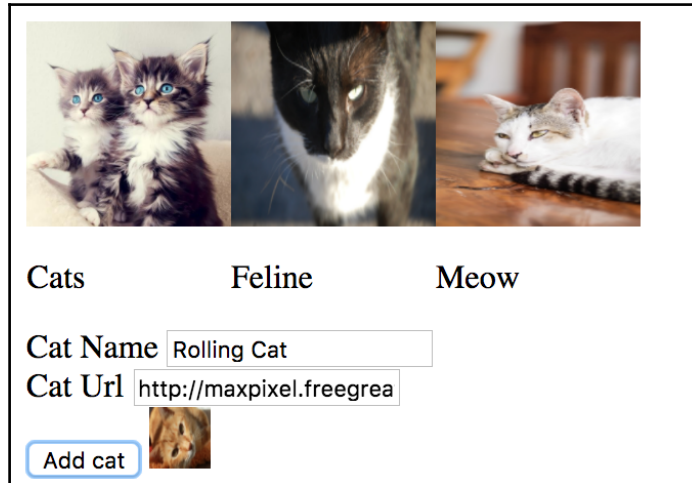 Cats Feline Meow
Cat Name Rolling Cat
Cat Url http://maxpixel.freegrea
Add cat